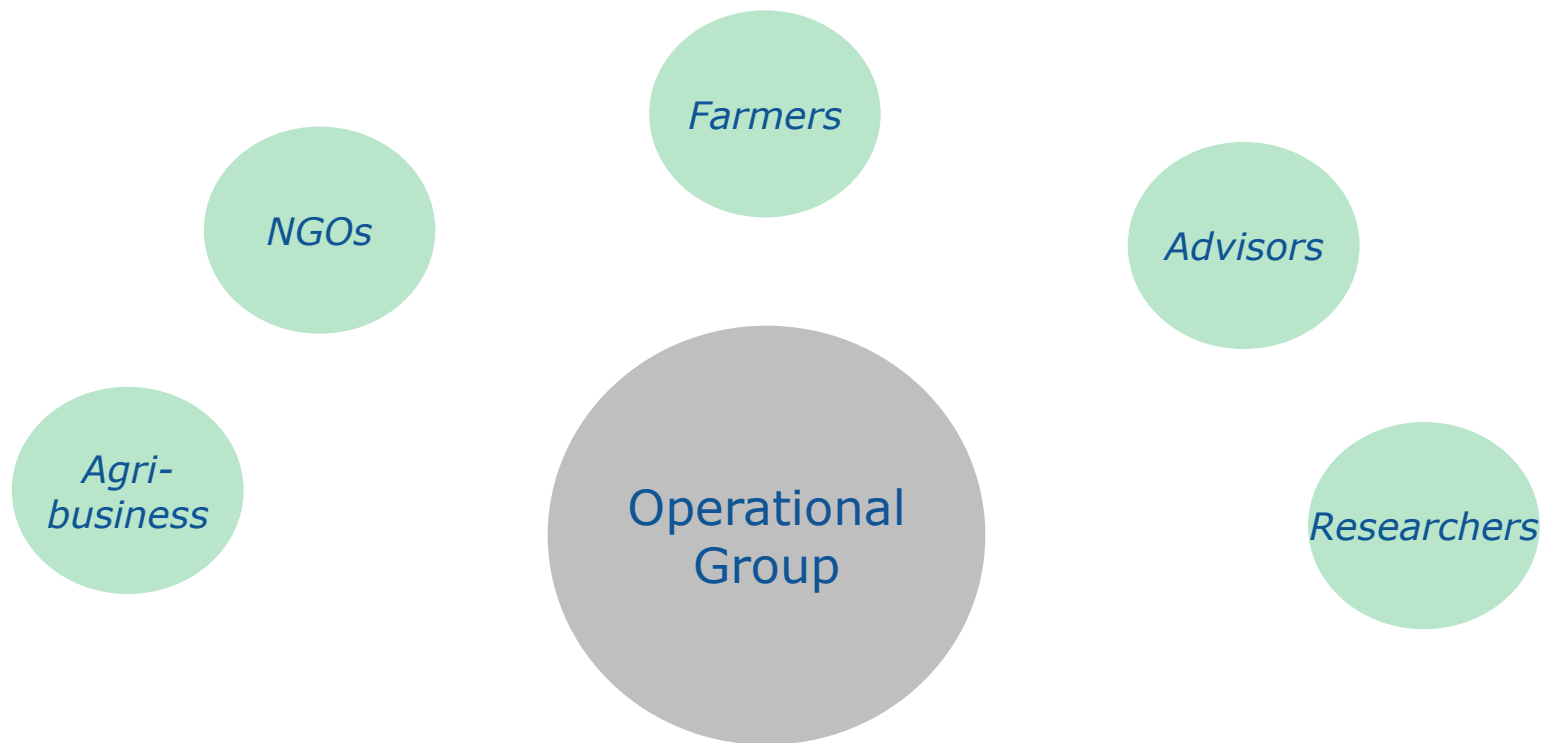 Farmers
NGOs
Advisors
Agri-
business
Operational
Group
Researchers